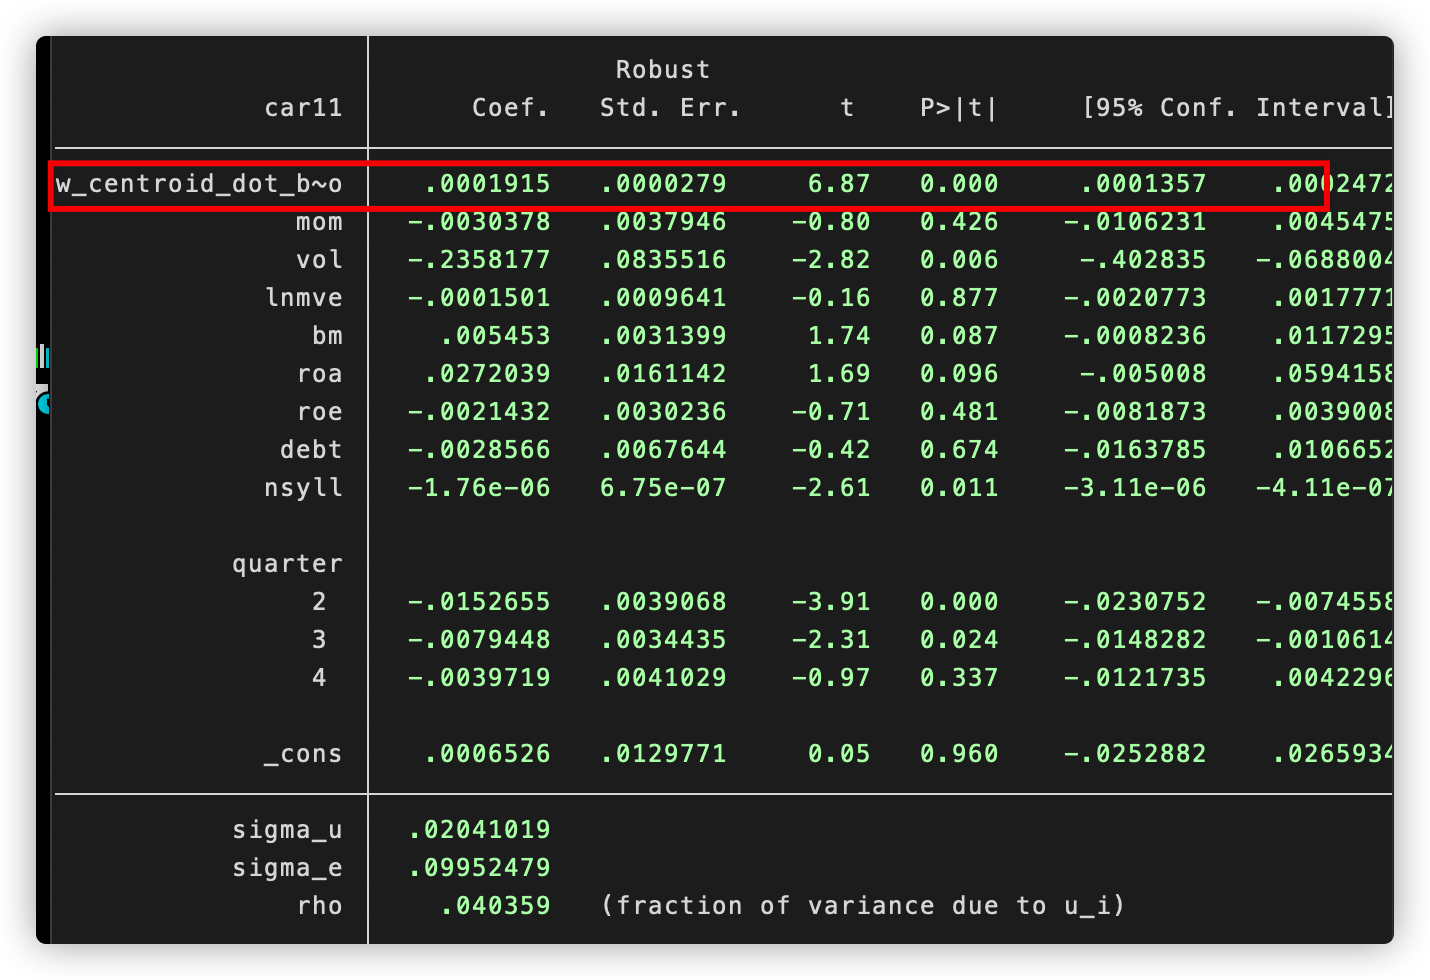 Robust
car11 Coef. Std. Err. t P>|t| [95% Conf. Interval]
w_centroid_dot_b~o .0001915 .0000279 6.87 0.000 .0001357 .0002472
mom -.0030378 .0037946 -0.80 0.426 -.0106231 .0045475
vol -.2358177 .0835516 -2.82 0.006 -.402835 -.0688004
lnmve -.0001501 .0009641 -0.16 0.877 -.0020773 .0017771
bm .005453 .0031399 1.74 0.087 -.0008236 .0117295
roa .0272039 .0161142 1.69 0.096 -.005008 .0594158
roe -.0021432 .0030236 -0.71 0.481 -.0081873 .0039008
debt -.0028566 .0067644 -0.42 0.674 -.0163785 .0106652
nsyll -1.76e-06 6.75e-07 -2.61 0.011 -3.11e-06 -4.11e-07
quarter
2 -.0152655 .0039068 -3.91 0.000 -.0230752 -.0074558
3 -.0079448 .0034435 -2.31 0.024 -.0148282 -.0010614
4 -.0039719 .0041029 -0.97 0.337 -.0121735 .0042296
_cons .0006526 .0129771 0.05 0.960 -.0252882 .0265934
sigma_u .02041019
sigma_e .09952479
rho .040359 (fraction of variance due to u_i)